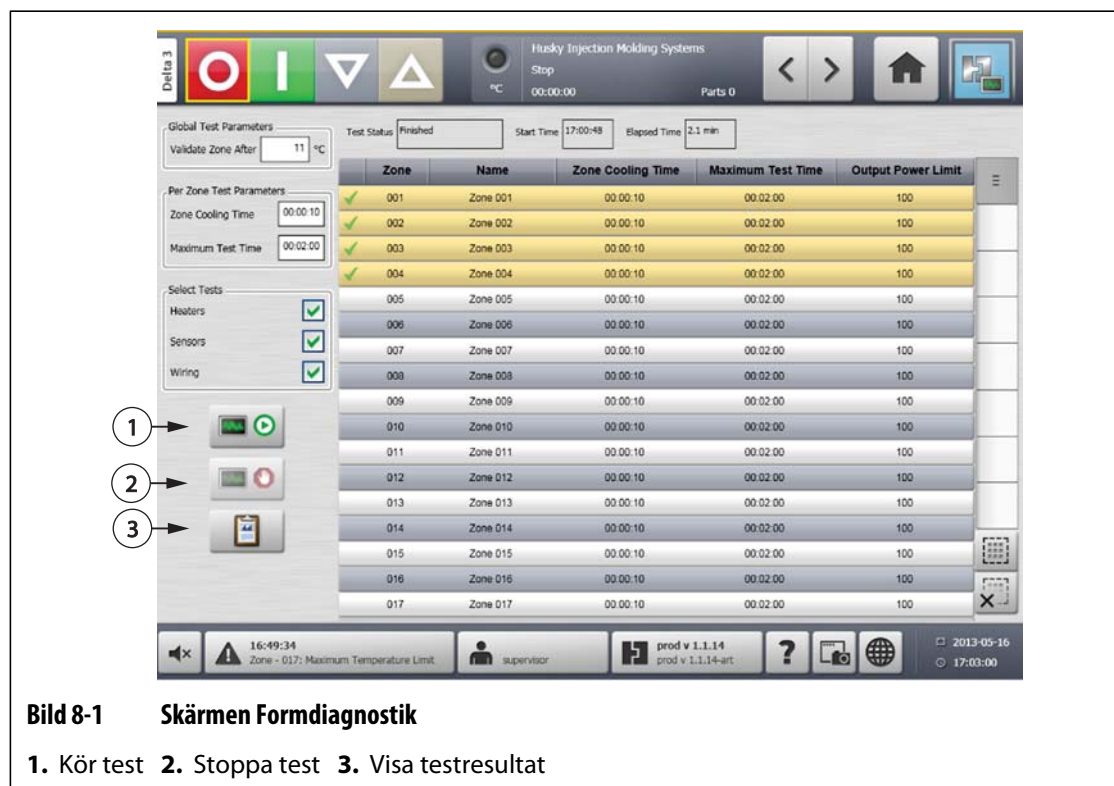 Delta 3
Husky Injection Molding Systems
Stop
°C 00:00:00 Parts 0
Global Test Parameters
Validate Zone After 11 °C
Test Status Finished Start Time 17:00:48 Elapsed Time 2.1 min
Per Zone Test Parameters
Zone Cooling Time 00:00:10
Maximum Test Time 00:02:00
Select Tests
Heaters
Sensors
Wiring
1
2
3
Zone Name Zone Cooling Time Maximum Test Time Output Power Limit
001 Zone 001 00:00:10 00:02:00 100
002 Zone 002 00:00:10 00:02:00 100
003 Zone 003 00:00:10 00:02:00 100
004 Zone 004 00:00:10 00:02:00 100
005 Zone 005 00:00:10 00:02:00 100
006 Zone 006 00:00:10 00:02:00 100
007 Zone 007 00:00:10 00:02:00 100
008 Zone 008 00:00:10 00:02:00 100
009 Zone 009 00:00:10 00:02:00 100
010 Zone 010 00:00:10 00:02:00 100
011 Zone 011 00:00:10 00:02:00 100
012 Zone 012 00:00:10 00:02:00 100
013 Zone 013 00:00:10 00:02:00 100
014 Zone 014 00:00:10 00:02:00 100
015 Zone 015 00:00:10 00:02:00 100
016 Zone 016 00:00:10 00:02:00 100
017 Zone 017 00:00:10 00:02:00 100
16:49:34
Zone - 017: Maximum Temperature Limit
supervisor
prod v 1.1.14
prod v 1.1.14-art
?
2013-05-16
17:03:00
Bild 8-1 Skärmen Formdiagnostik
1. Kör test 2. Stoppa test 3. Visa testresultat